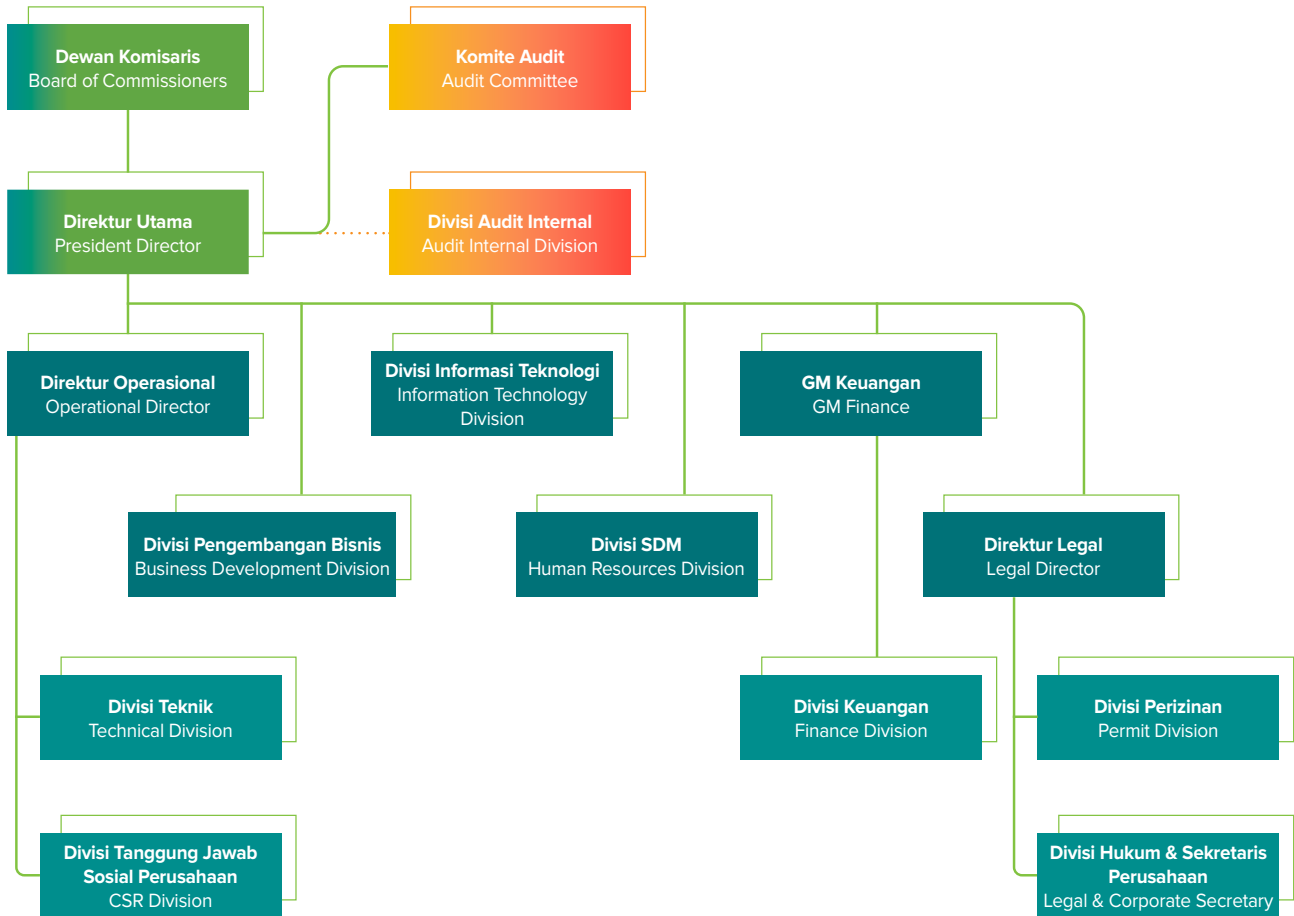 Dewan Komisaris
Board of Commissioners
Komite Audit
Audit Committee
Direktur Utama
President Director
Divisi Audit Internal
Audit Internal Division
Direktur Operasional
Operational Director
Divisi Informasi Teknologi
Information Technology
Division
GM Keuangan
GM Finance
Divisi Pengembangan Bisnis
Business Development Division
Divisi SDM
Human Resources Division
Direktur Legal
Legal Director
Divisi Teknik
Technical Division
Divisi Keuangan
Finance Division
Divisi Perizinan
Permit Division
Divisi Tanggung Jawab
Sosial Perusahaan
CSR Division
Divisi Hukum & Sekretaris
Perusahaan
Legal & Corporate Secretary